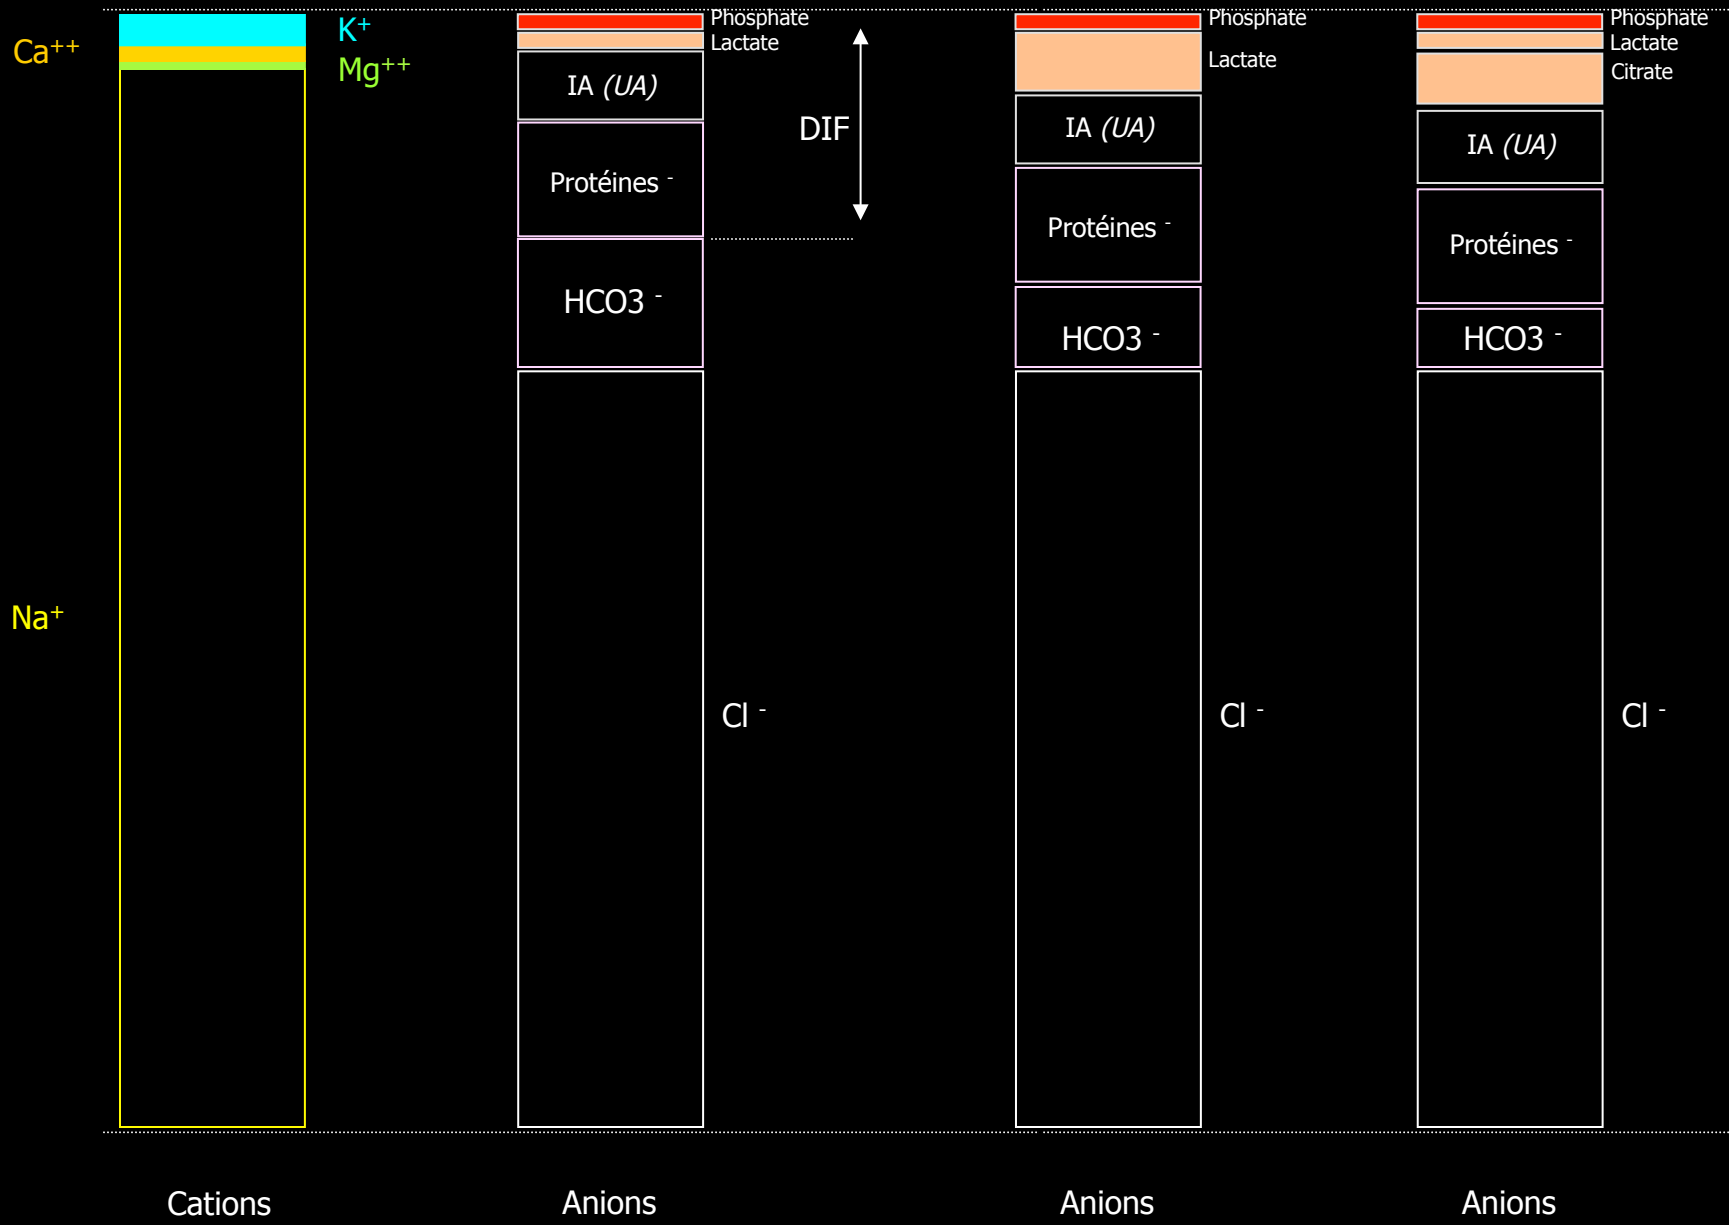 K⁺
Ca⁺⁺
Mg⁺⁺
Na⁺
Cations
Phosphate
Lactate
IA (UA)
Protéines ⁻
HCO3 ⁻
Cl ⁻
Anions
DIF
Phosphate
Lactate
IA (UA)
Protéines ⁻
HCO3 ⁻
Cl ⁻
Anions
Phosphate
Lactate
Citrate
IA (UA)
Protéines ⁻
HCO3 ⁻
Cl ⁻
Anions